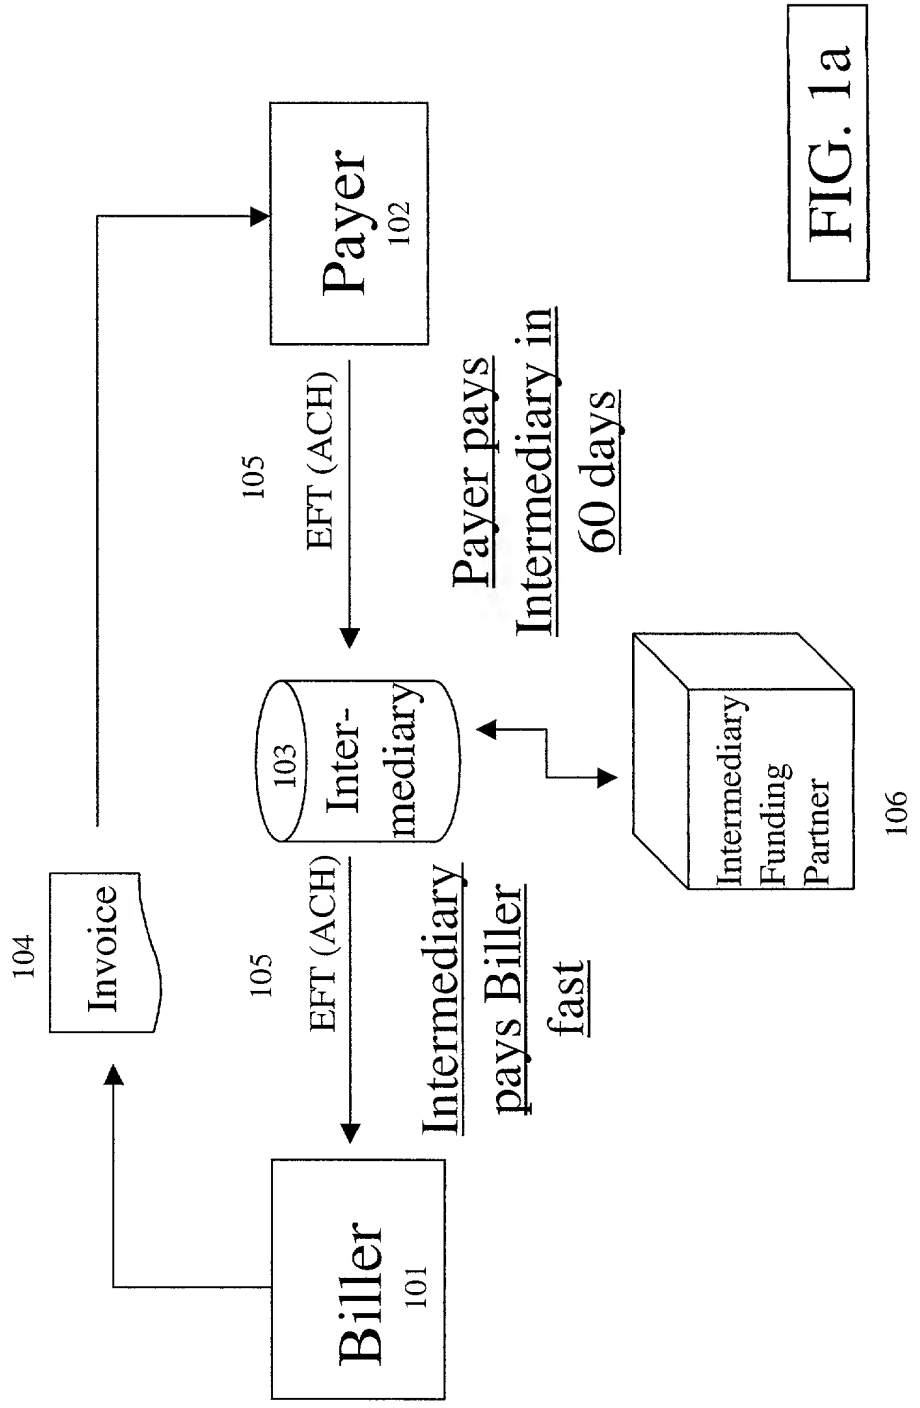 104
Invoice
Biller
101
105
EFT (ACH)
Intermediary
pays Biller
fast
103
Inter-
mediary
105
EFT (ACH)
Payer pays
Intermediary in
60 days
Payer
102
Intermediary
Funding
Partner
106
FIG. 1a